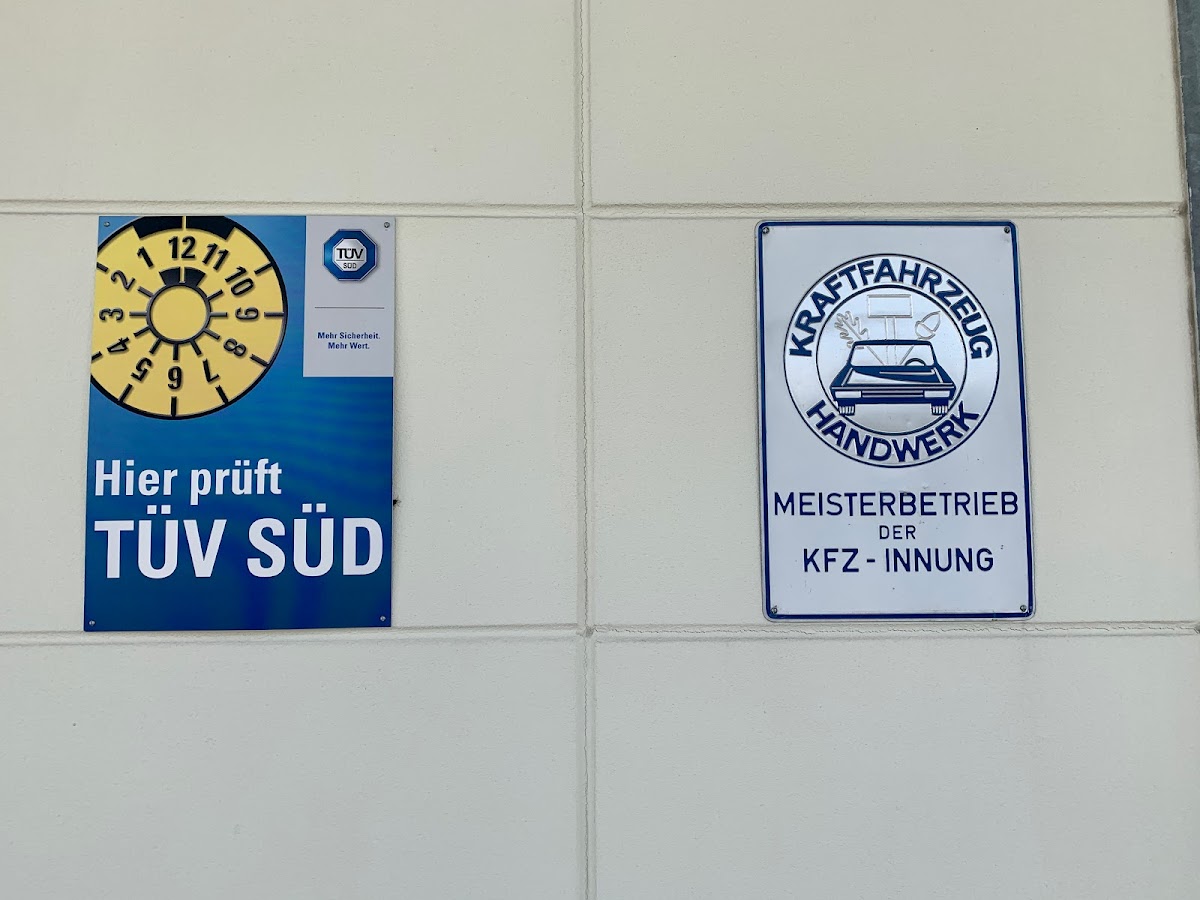 12
1
11
2
10
3
9
4
8
5
7
6
TÜV
SÜD
Mehr Sicherheit.
Mehr Wert.
Hier prüft
TÜV SÜD
KRAFTFAHRZEUG
HANDWERK
MEISTERBETRIEB
DER
KFZ - INNUNG